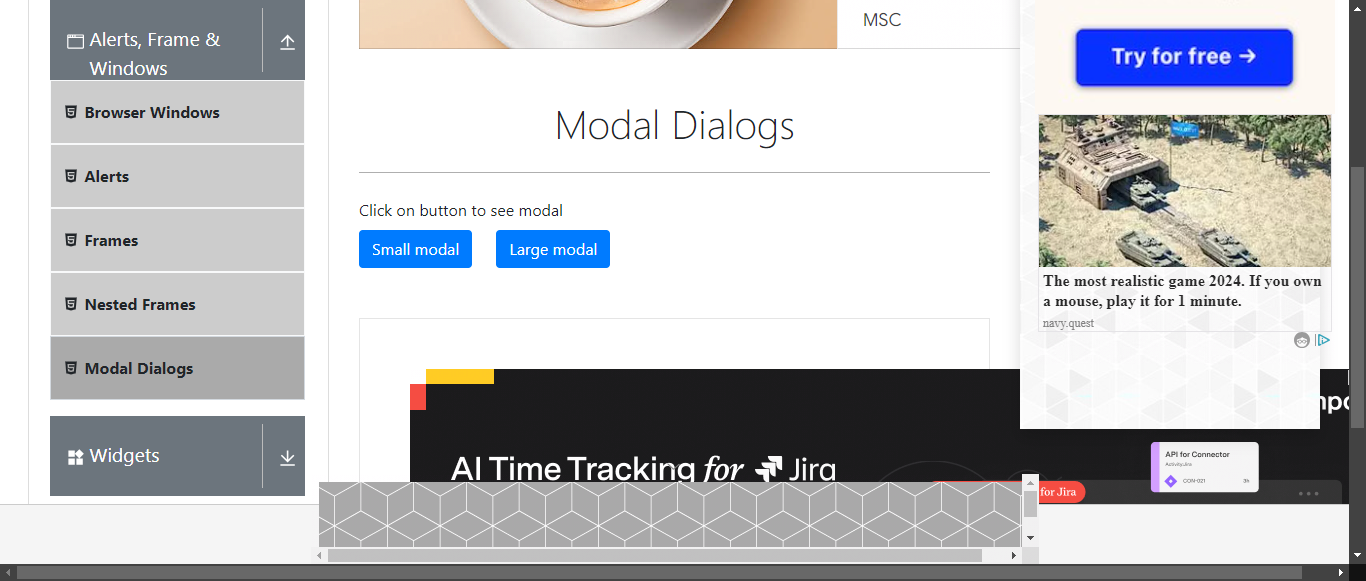 Alerts, Frame &
Windows
Browser Windows
Alerts
Frames
Nested Frames
Modal Dialogs
Widgets
MSC
Modal Dialogs
Click on button to see modal
Small modal
Large modal
AI Time Tracking for Jira
Try for free →
The most realistic game 2024. If you own
a mouse, play it for 1 minute.
navy.quest
API for Connector
Activity.Jira
CON-021
3h
for Jira